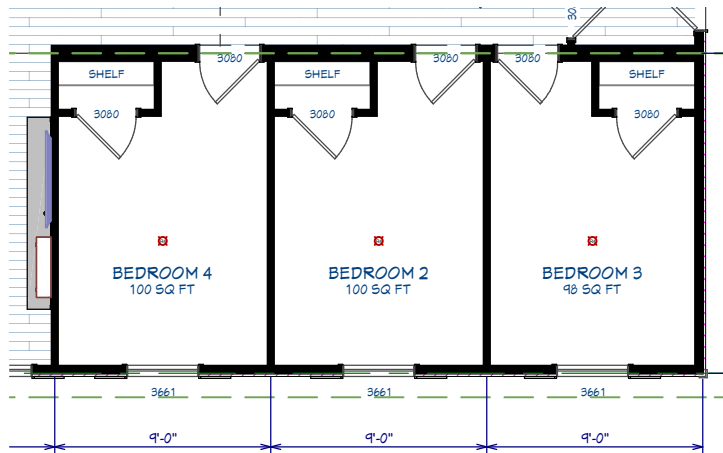 30
3080 3080 3080
SHELF SHELF SHELF
3080 3080 3080
BEDROOM 4 BEDROOM 2 BEDROOM 3
100 SQ FT 100 SQ FT 98 SQ FT
3661 3661 3661
9'-0" 9'-0" 9'-0"